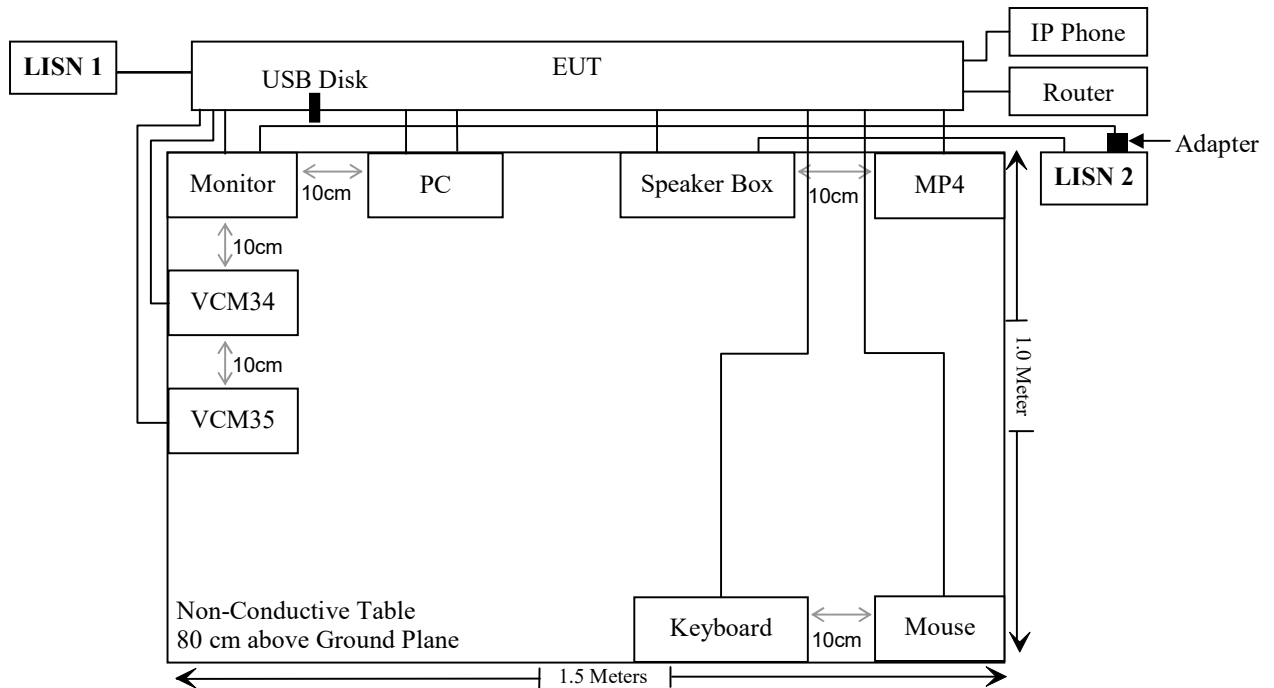 IP Phone
LISN 1
EUT
USB Disk
Router
Adapter
Monitor
10cm
PC
Speaker Box
10cm
MP4
LISN 2
10cm
VCM34
10cm
VCM35
1.0 Meter
Non-Conductive Table
80 cm above Ground Plane
Keyboard
10cm
Mouse
1.5 Meters